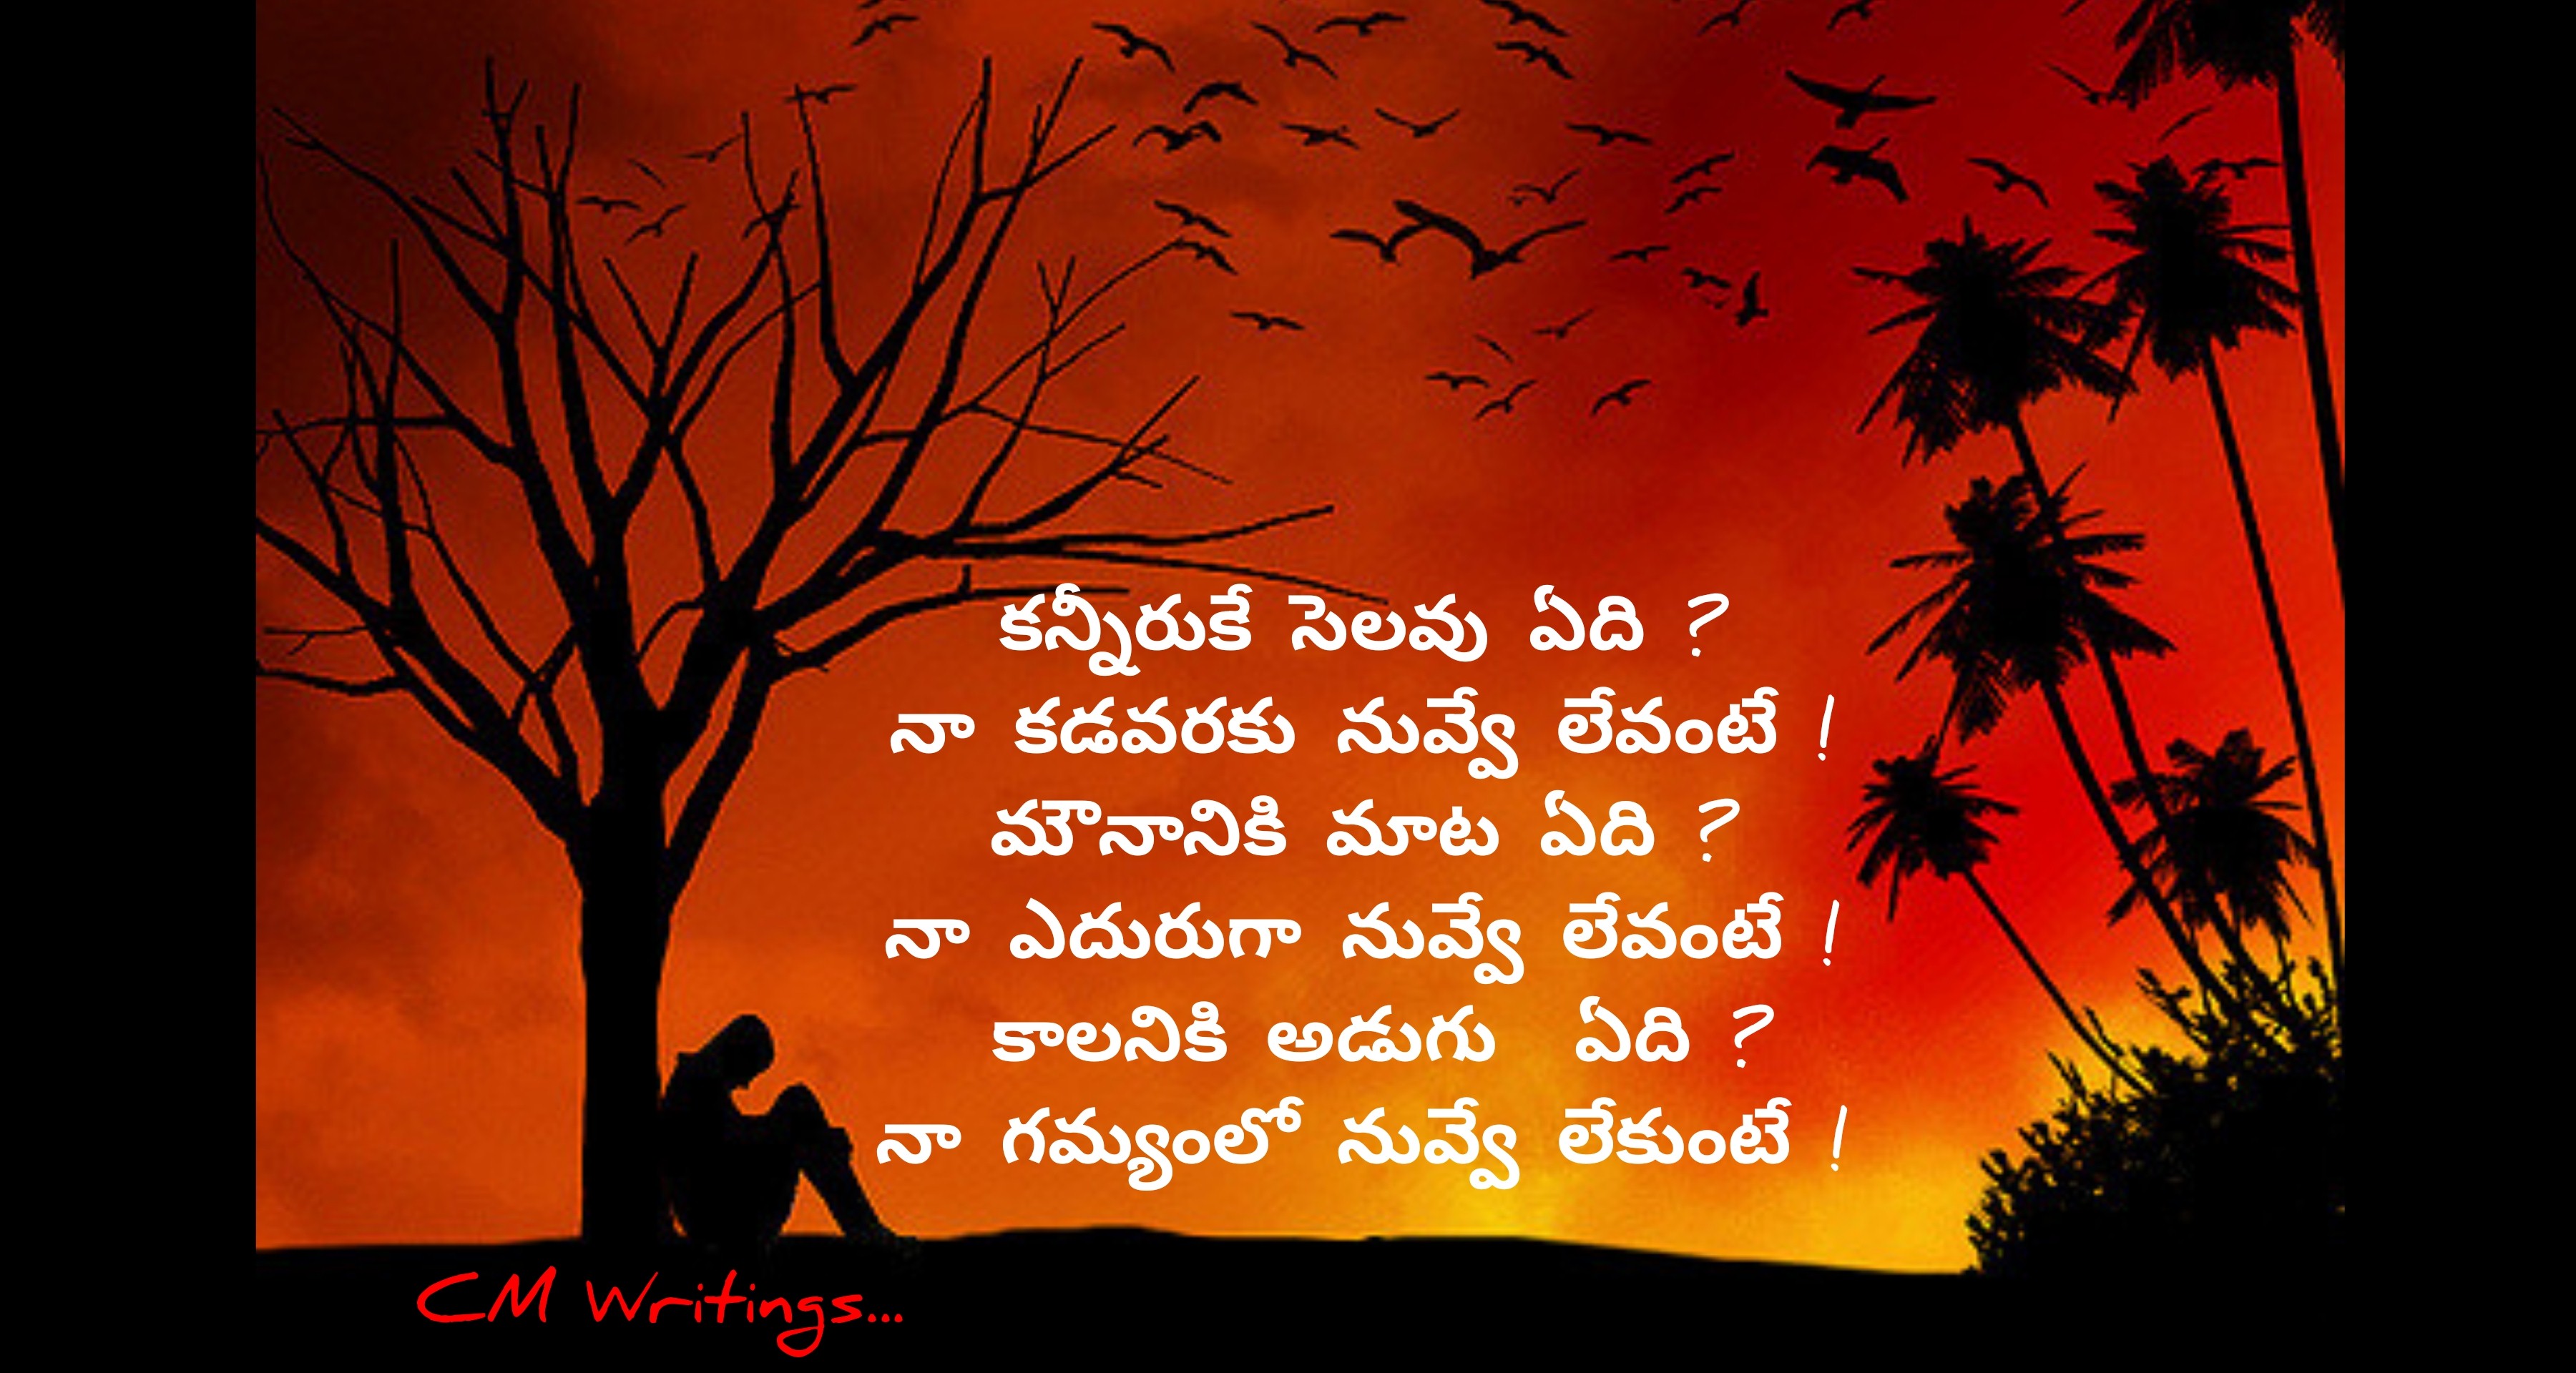 కన్నీరుకే సెలవు ఏది ?
నా కడవరకు నువ్వే లేవంటే !
మౌనానికి మాట ఏది ?
నా ఎదురుగా నువ్వే లేవంటే !
కాలనికి అడుగు ఏది ?
నా గమ్యంలో నువ్వే లేకుంటే !
CM Writings...